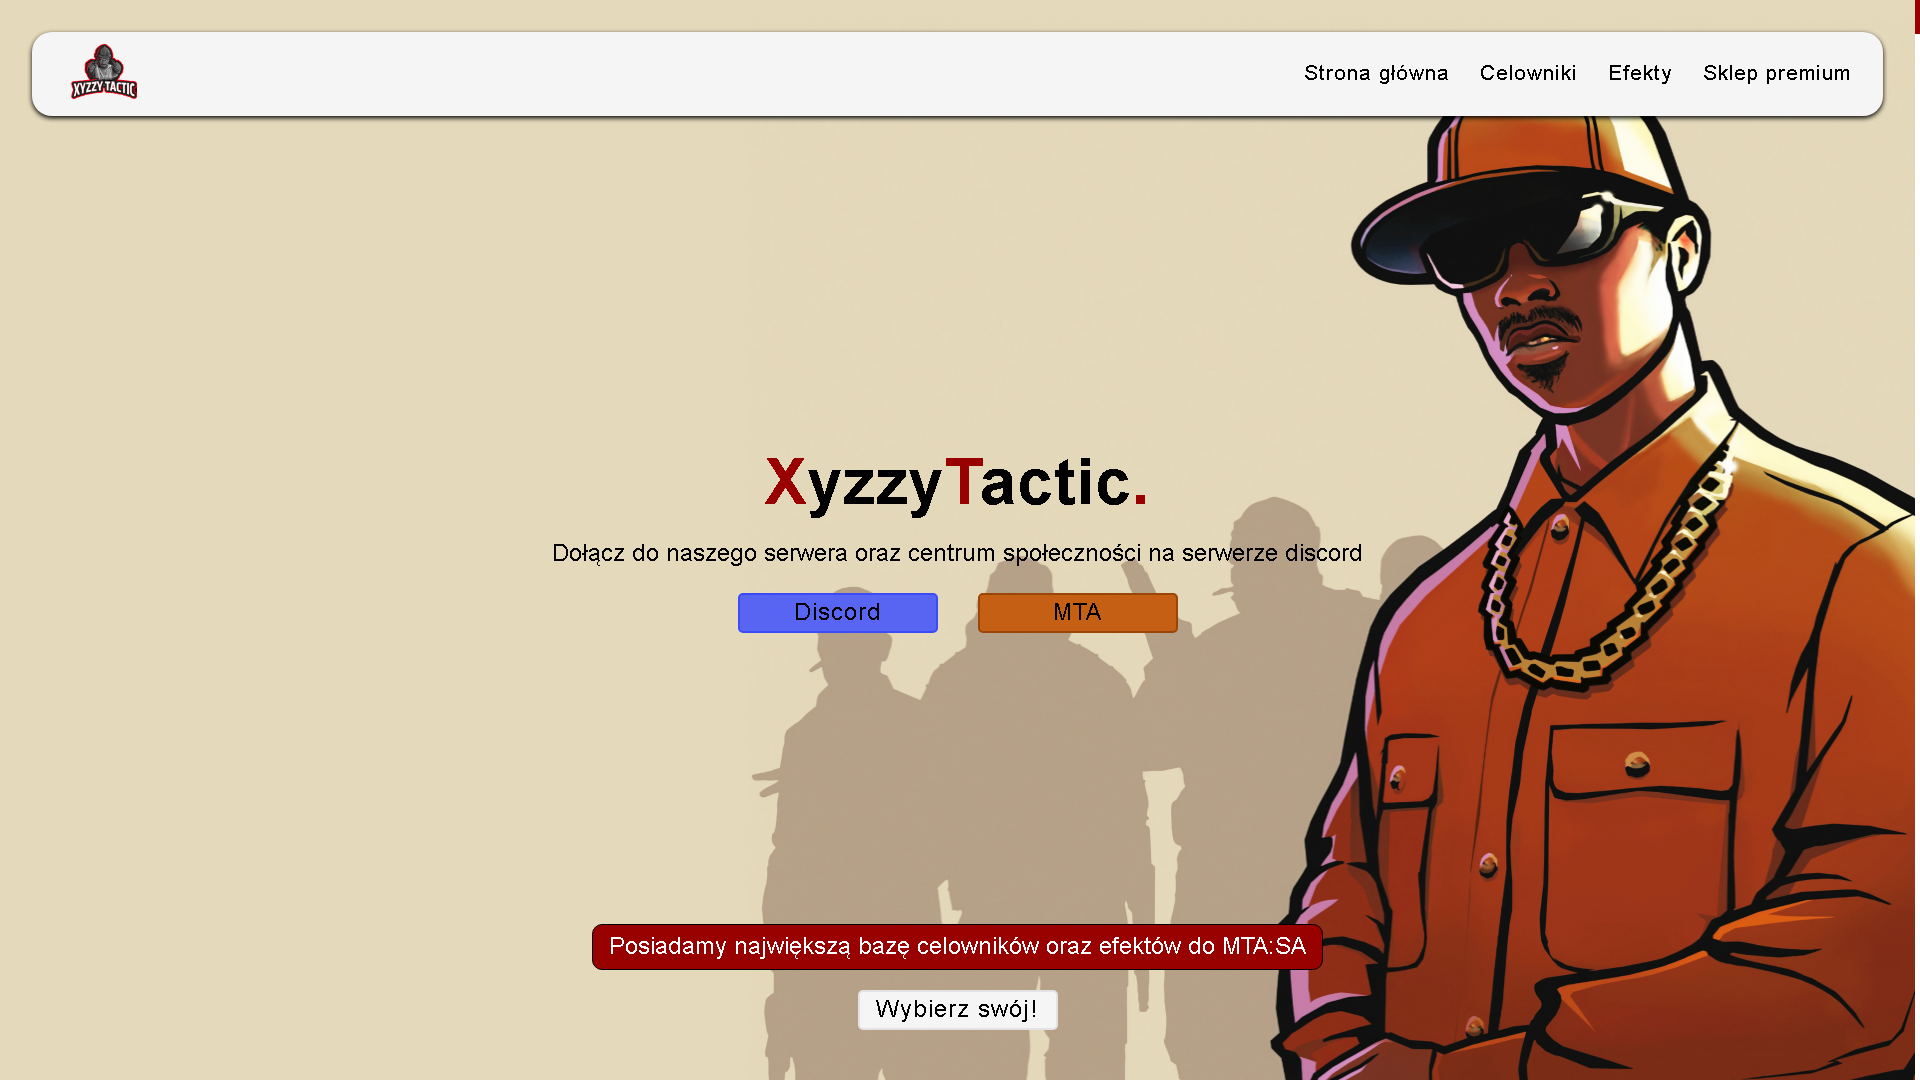 XYZZY TACTIC
Strona główna Celowniki Efekty Sklep premium
XyzzyTactic.
Dołącz do naszego serwera oraz centrum społeczności na serwerze discord
Discord MTA
Posiadamy największą bazę celowników oraz efektów do MTA:SA
Wybierz swój!